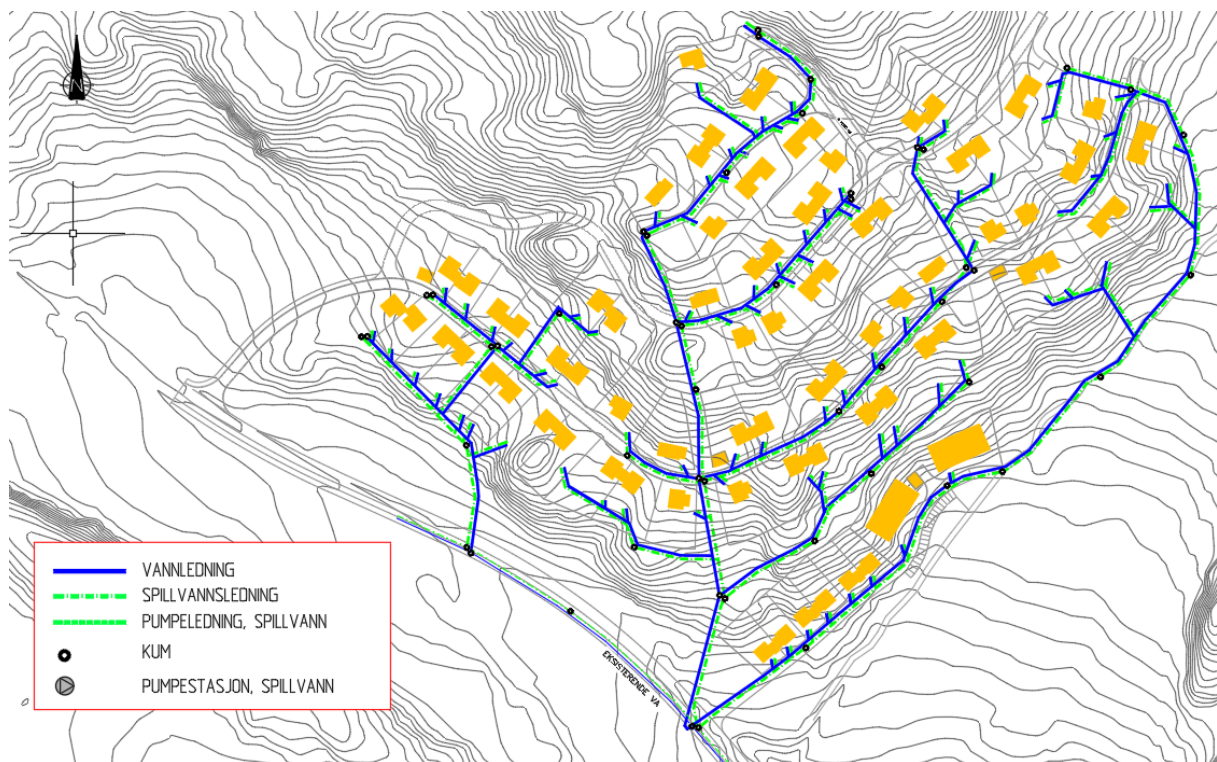 N
VANNLEDNING
SPILLVANNSLEDNING
PUMPELEDNING, SPILLVANN
KUM
PUMPESTASJON, SPILLVANN
EKSISTERENDE VA